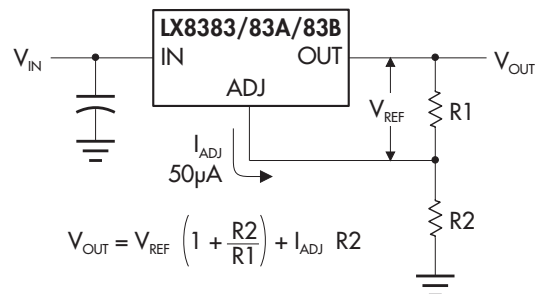 LX8383/83A/83B
V_IN
IN
OUT
V_OUT
ADJ
V_REF
R1
I_ADJ
50µA
R2
V_OUT = V_REF (1 + R2/R1) + I_ADJ R2